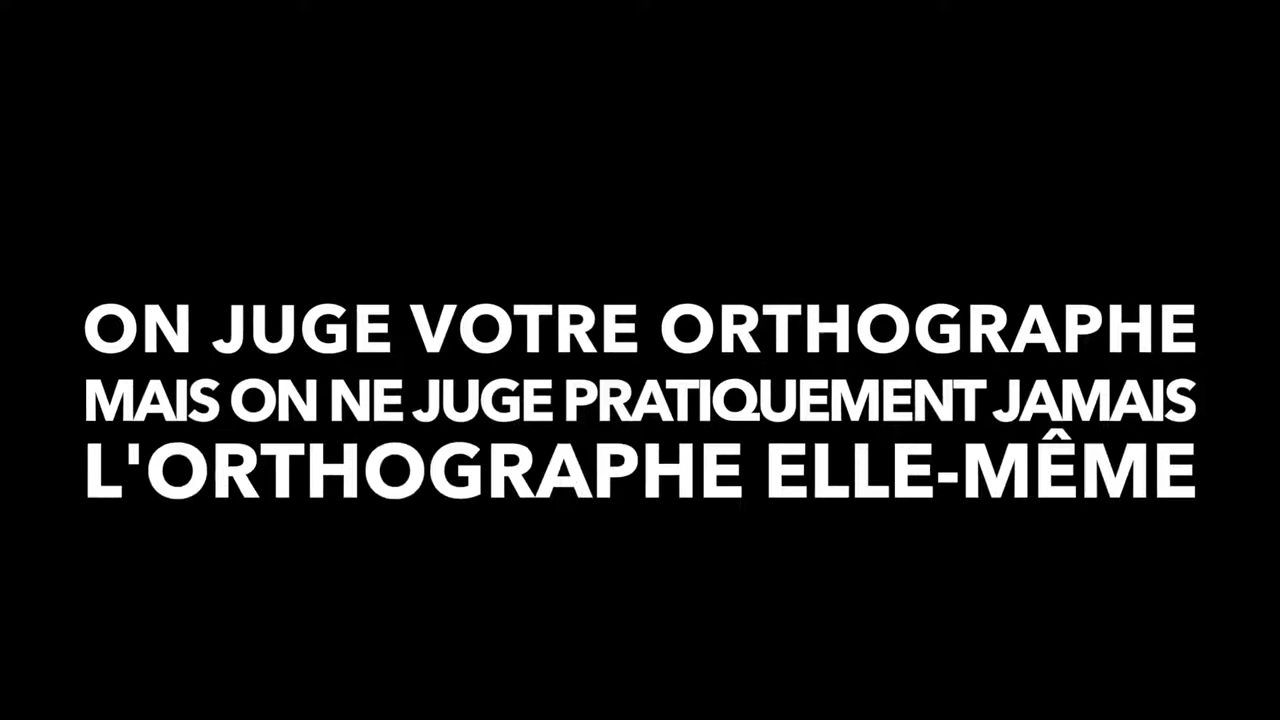 ON JUGE VOTRE ORTHOGRAPHE
MAIS ON NE JUGE PRATIQUEMENT JAMAIS
L'ORTHOGRAPHE ELLE-MÊME